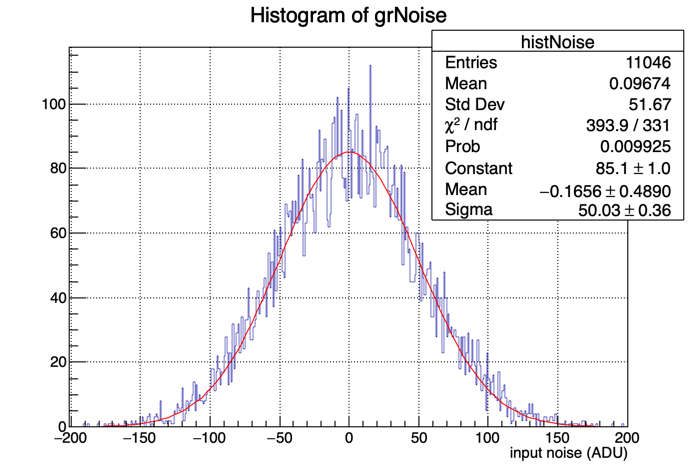 Histogram of grNoise
histNoise
Entries 11046
Mean 0.09674
Std Dev 51.67
χ² / ndf 393.9 / 331
Prob 0.009925
Constant 85.1 ± 1.0
Mean −0.1656 ± 0.4890
Sigma 50.03 ± 0.36
100
80
60
40
20
0
−200 −150 −100 −50 0 50 100 150 200
input noise (ADU)